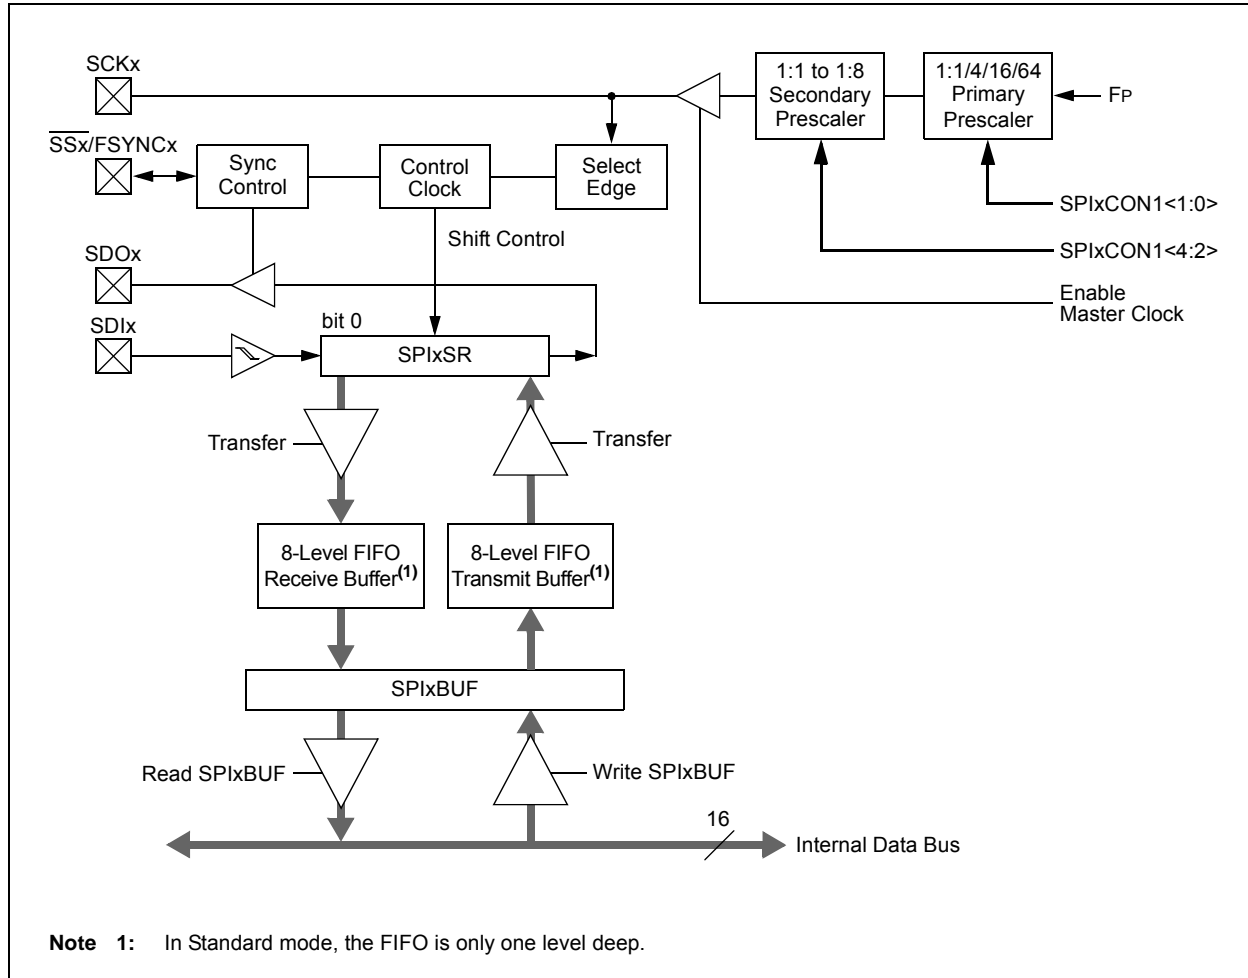 SCKx
1:1 to 1:8
Secondary
Prescaler
1:1/4/16/64
Primary
Prescaler
FP
SSx/FSYNCx
Sync
Control
Control
Clock
Select
Edge
SPIxCON1<1:0>
Shift Control
SPIxCON1<4:2>
SDOx
Enable
Master Clock
SDIx
bit 0
SPIxSR
Transfer
Transfer
8-Level FIFO
Receive Buffer(1)
8-Level FIFO
Transmit Buffer(1)
SPIxBUF
Read SPIxBUF
Write SPIxBUF
16
Internal Data Bus
Note 1: In Standard mode, the FIFO is only one level deep.